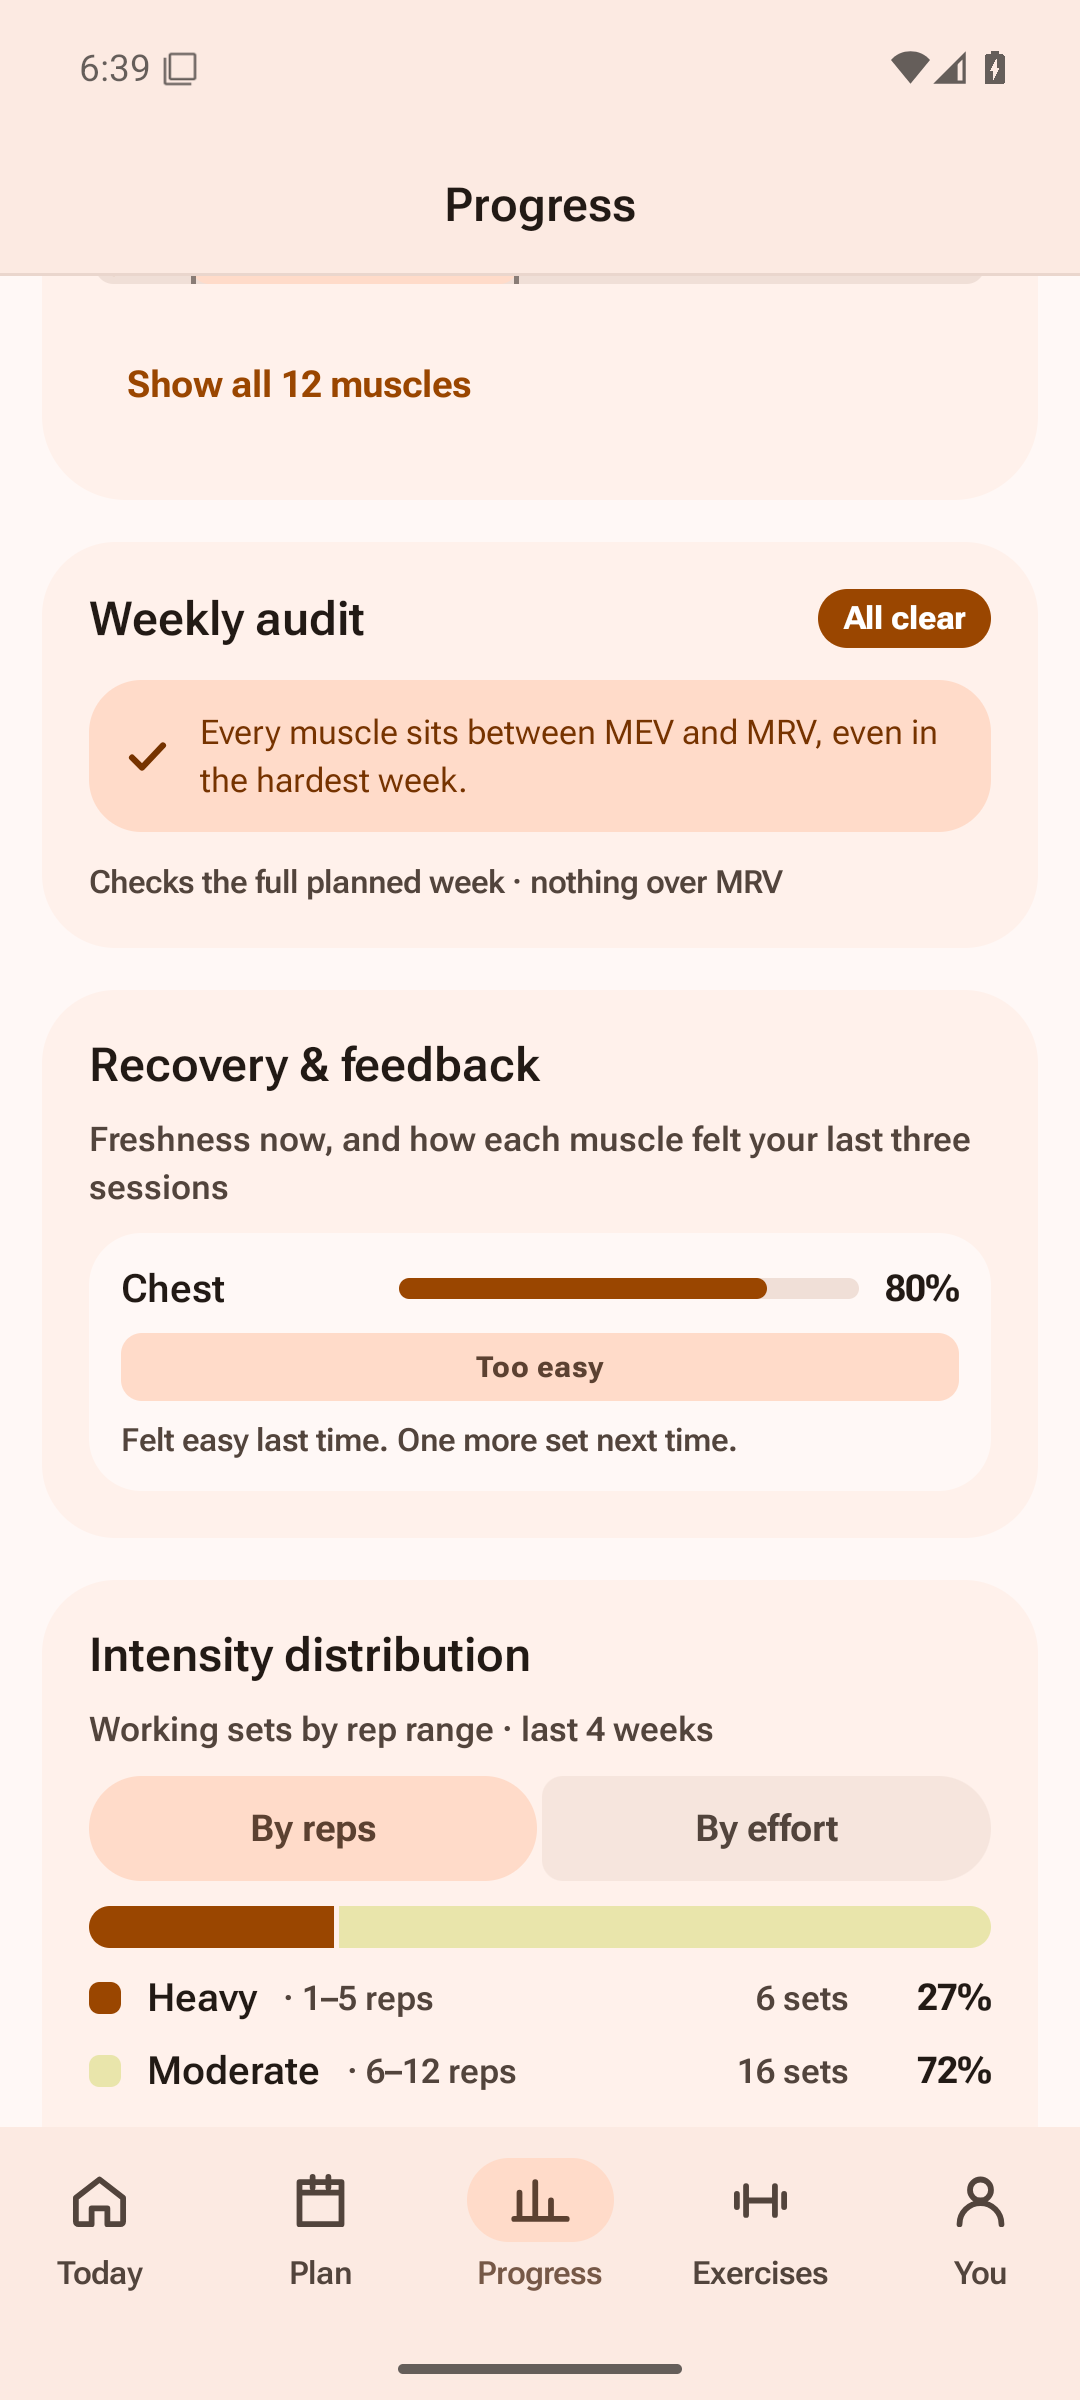 6:39
Progress
Show all 12 muscles
Weekly audit
All clear
Every muscle sits between MEV and MRV, even in
the hardest week.
Checks the full planned week · nothing over MRV
Recovery & feedback
Freshness now, and how each muscle felt your last three
sessions
Chest
80%
Too easy
Felt easy last time. One more set next time.
Intensity distribution
Working sets by rep range · last 4 weeks
By reps
By effort
Heavy · 1–5 reps 6 sets 27%
Moderate · 6–12 reps 16 sets 72%
Today
Plan
Progress
Exercises
You